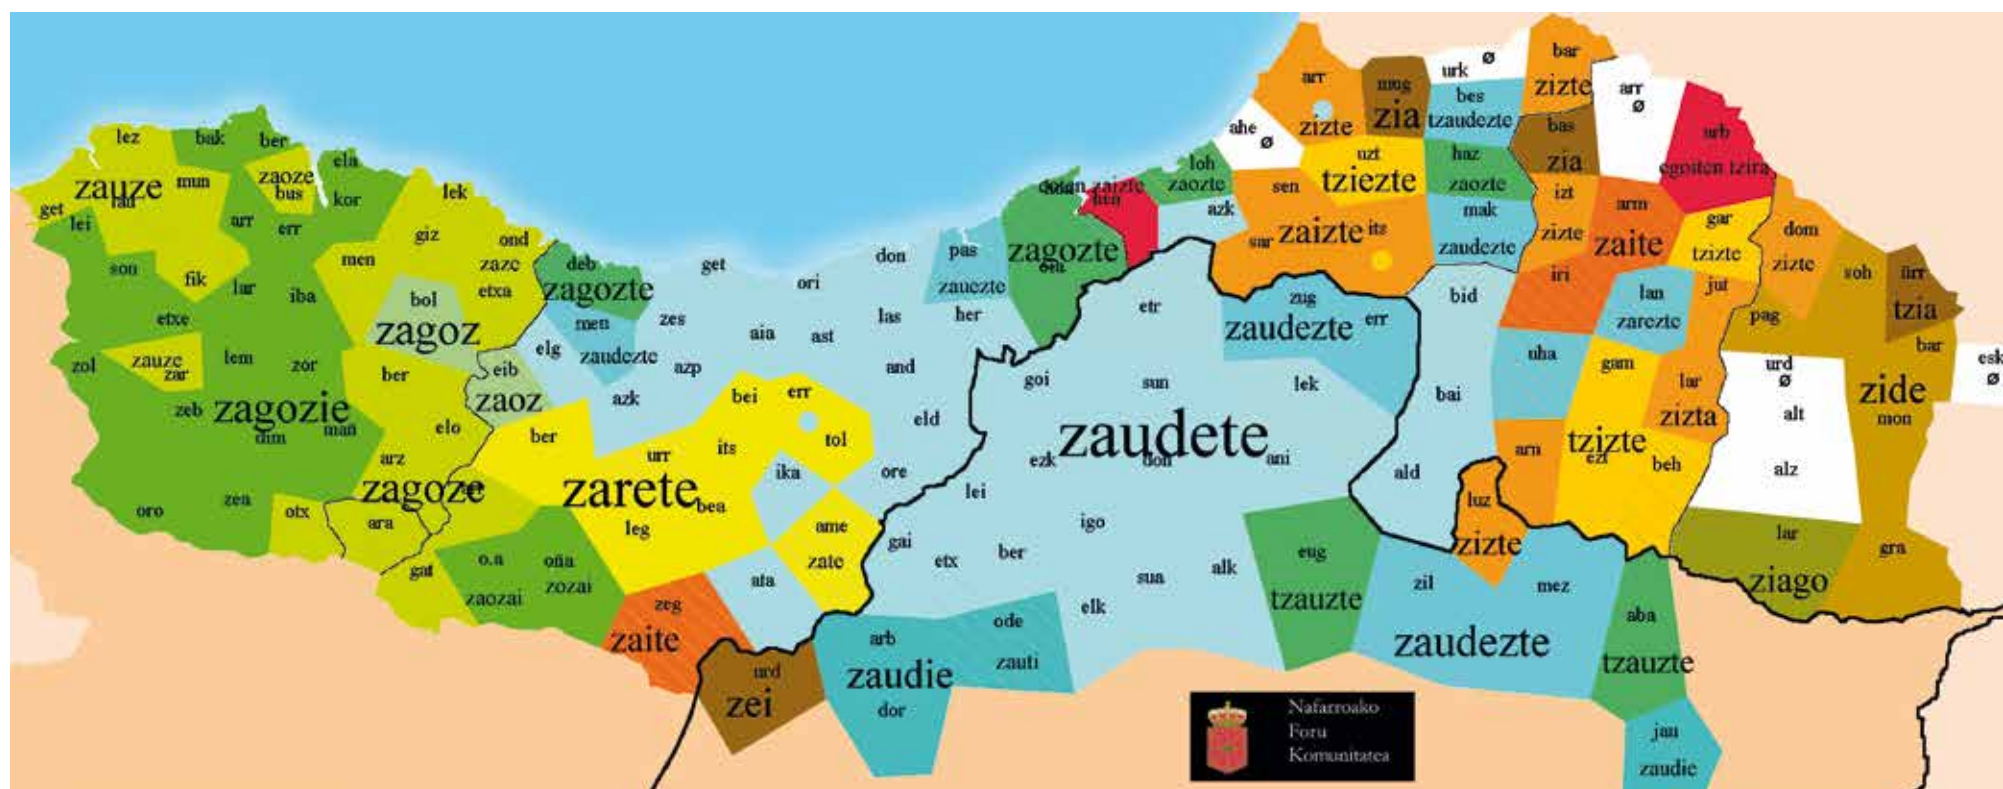 lez
bak
ber
ela
zauze
mun
zaoze
bus
kor
lek
get
lei
arr
err
giz
ond
zaze
men
son
fik
lar
iba
etxa
etxe
bol
zagoz
deb
zagozte
men
zaudezte
elg
zes
get
ori
don
pas
zauezte
her
las
aia
ast
azp
and
azk
eib
zaoz
zol
zauze
zar
lem
zor
ber
zeb
zagozie
dim
man
elo
arz
zagoze
oro
zea
otx
ara
gat
o.a
oña
zaozai
zozai
ber
zarete
urr
its
bei
err
tol
eld
ore
ika
bea
leg
ame
zate
ata
zeg
zaite
urd
zei
zagozte
loh
zaozte
azk
ahe
ø
arr
zizte
mug
zia
urk
ø
bes
tzaudezte
bar
zizte
bas
zia
arr
ø
urb
egoiten tzira
uzt
tziezte
haz
zaozte
sen
sar
zaizte
its
mak
zaudezte
izt
zizte
arm
zaite
gar
tzizte
dom
zizte
soh
ürr
tzia
iri
lan
zarezte
jut
pag
bar
esk
ø
etr
zug
zaudezte
err
bid
uha
gam
lar
zizta
urd
ø
alt
alz
zide
mon
goi
sun
lek
bai
zaudete
ezk
don
ani
ald
arn
tzizte
ezt
beh
luz
zizte
lei
igo
gai
etx
ber
sua
alk
elk
eug
tzauzte
zil
mez
zaudezte
aba
tzauzte
lar
ziago
gra
arb
zaudie
dor
ode
zauti
jau
zaudie
Nafarroako
Foru
Komunitatea